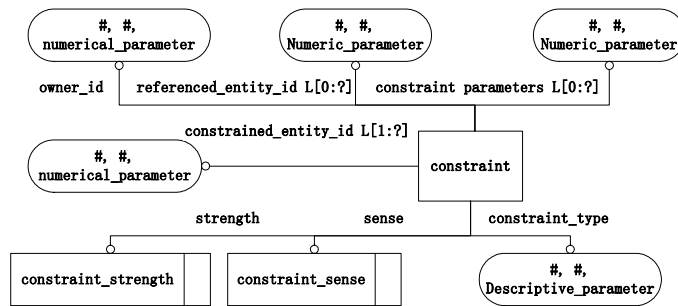 #, #,
numerical_parameter
#, #,
Numeric_parameter
#, #,
Numeric_parameter
owner_id
referenced_entity_id L[0:?]
constraint parameters L[0:?]
constrained_entity_id L[1:?]
#, #,
numerical_parameter
constraint
strength
sense
constraint_type
constraint_strength
constraint_sense
#, #,
Descriptive_parameter